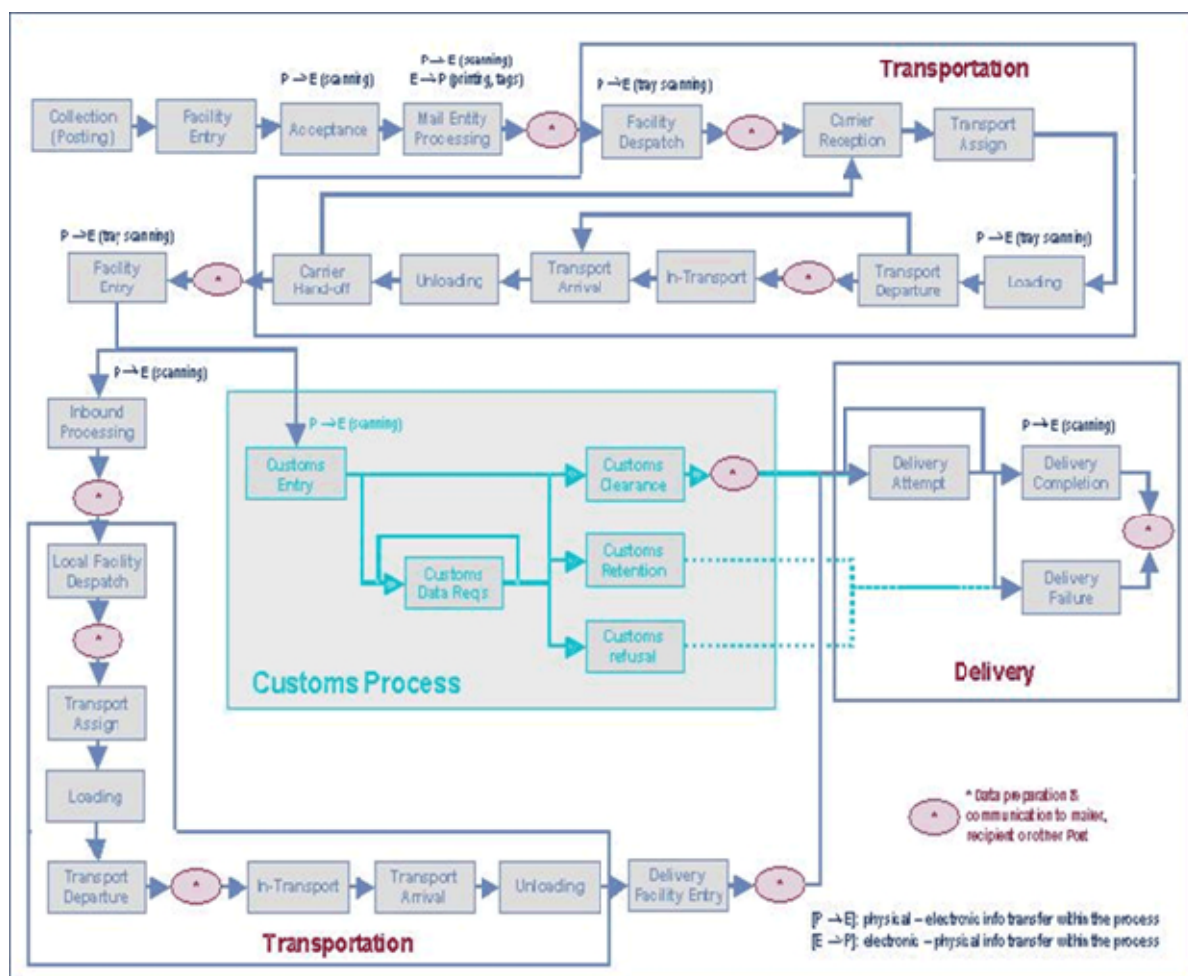 P → E (scanning)
P → E (scanning)
E → P (printing, tags)
P → E (tray scanning)
Transportation
Collection
(Posting)
Facility
Entry
Acceptance
Mail Entity
Processing
*
Facility
Despatch
*
Carrier
Reception
Transport
Assign
P → E (tray scanning)
Facility
Entry
*
Carrier
Hand-off
Unloading
Transport
Arrival
In-Transport
*
Transport
Departure
P → E (tray scanning)
Loading
P → E (scanning)
Inbound
Processing
*
Local Facility
Despatch
*
Transport
Assign
Loading
Transport
Departure
*
In-Transport
Transport
Arrival
Unloading
Transportation
Delivery
Facility Entry
*
P → E (scanning)
Customs
Entry
Customs
Clearance
*
Customs
Data Req's
Customs
Retention
Customs
refusal
Customs Process
Delivery
Attempt
P → E (scanning)
Delivery
Completion
*
Delivery
Failure
Delivery
*
* Data preparation &
communication to mailer,
recipient or other Post
[P → E]: physical – electronic info transfer within the process
[E → P]: electronic – physical info transfer within the process